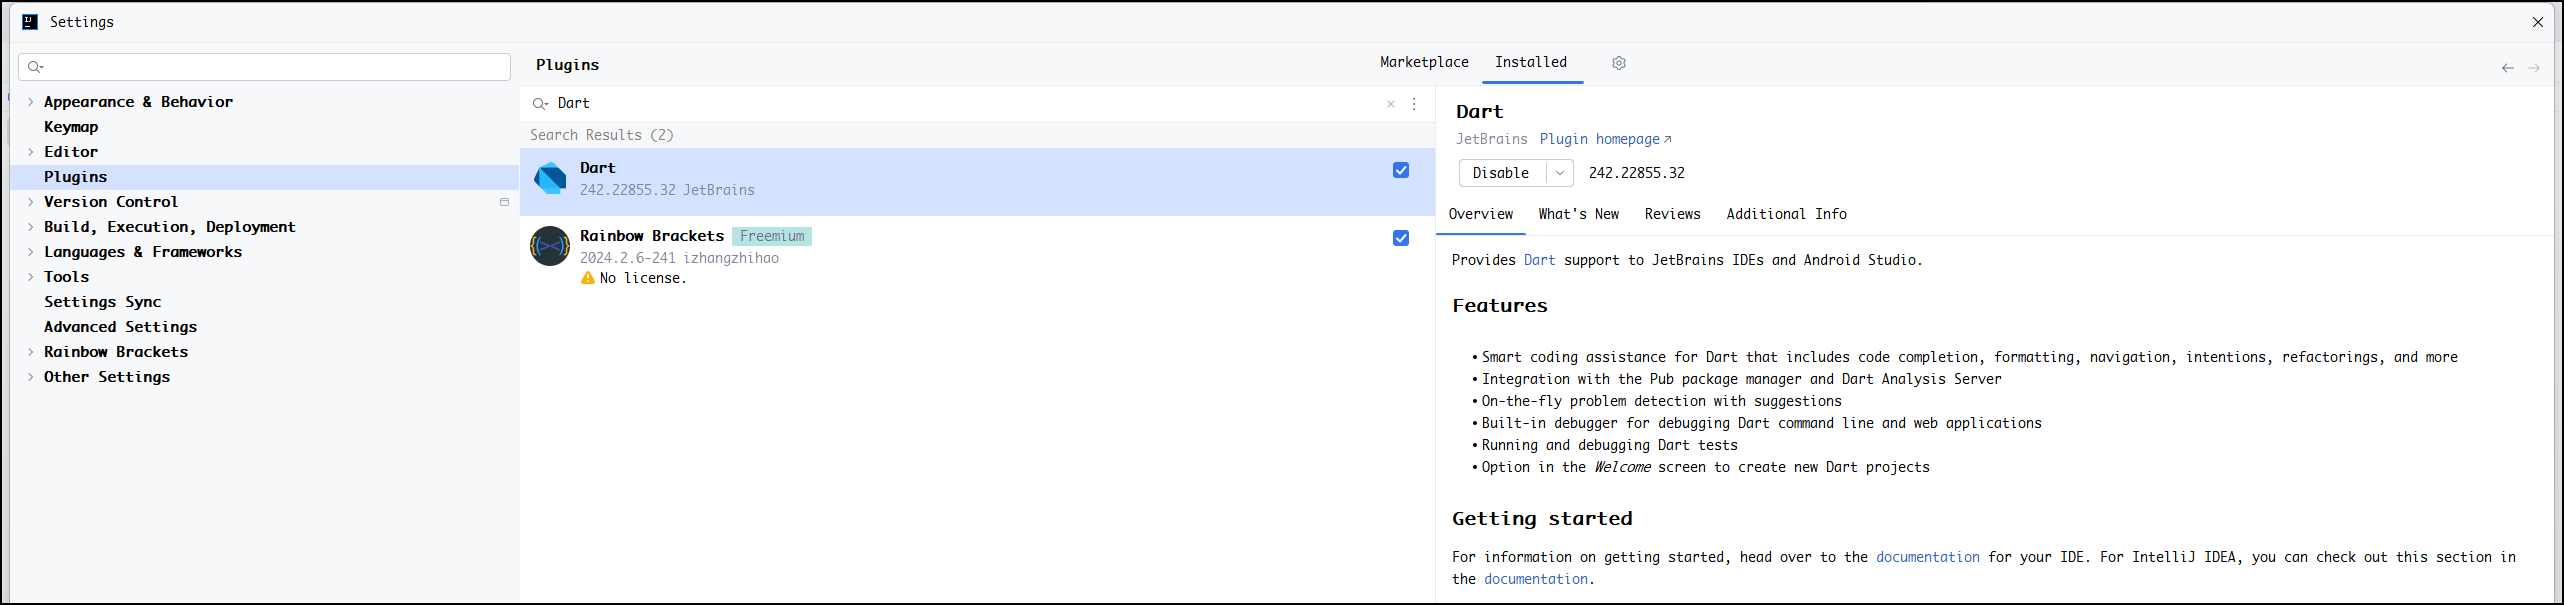 Settings
Appearance & Behavior
Keymap
Editor
Plugins
Version Control
Build, Execution, Deployment
Languages & Frameworks
Tools
Settings Sync
Advanced Settings
Rainbow Brackets
Other Settings
Plugins
Marketplace
Installed
Dart
Search Results (2)
Dart
242.22855.32 JetBrains
Rainbow Brackets Freemium
2024.2.6-241 izhangzhihao
No license.
Dart
JetBrains Plugin homepage
Disable 242.22855.32
Overview What's New Reviews Additional Info
Provides Dart support to JetBrains IDEs and Android Studio.
Features
• Smart coding assistance for Dart that includes code completion, formatting, navigation, intentions, refactorings, and more
• Integration with the Pub package manager and Dart Analysis Server
• On-the-fly problem detection with suggestions
• Built-in debugger for debugging Dart command line and web applications
• Running and debugging Dart tests
• Option in the Welcome screen to create new Dart projects
Getting started
For information on getting started, head over to the documentation for your IDE. For IntelliJ IDEA, you can check out this section in
the documentation.